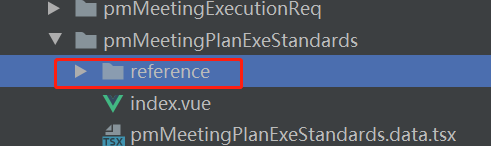 pmMeetingExecutionReq
pmMeetingPlanExeStandards
reference
index.vue
pmMeetingPlanExeStandards.data.tsx
TSX